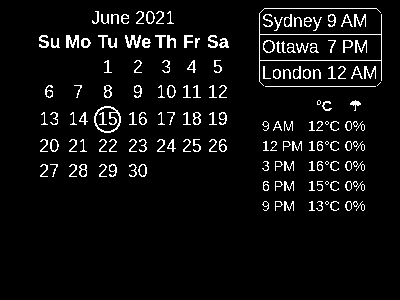 June 2021
Su Mo Tu We Th Fr Sa
1 2 3 4 5
6 7 8 9 10 11 12
13 14 15 16 17 18 19
20 21 22 23 24 25 26
27 28 29 30
Sydney 9 AM
Ottawa 7 PM
London 12 AM
°C ☂
9 AM 12°C 0%
12 PM 16°C 0%
3 PM 16°C 0%
6 PM 15°C 0%
9 PM 13°C 0%